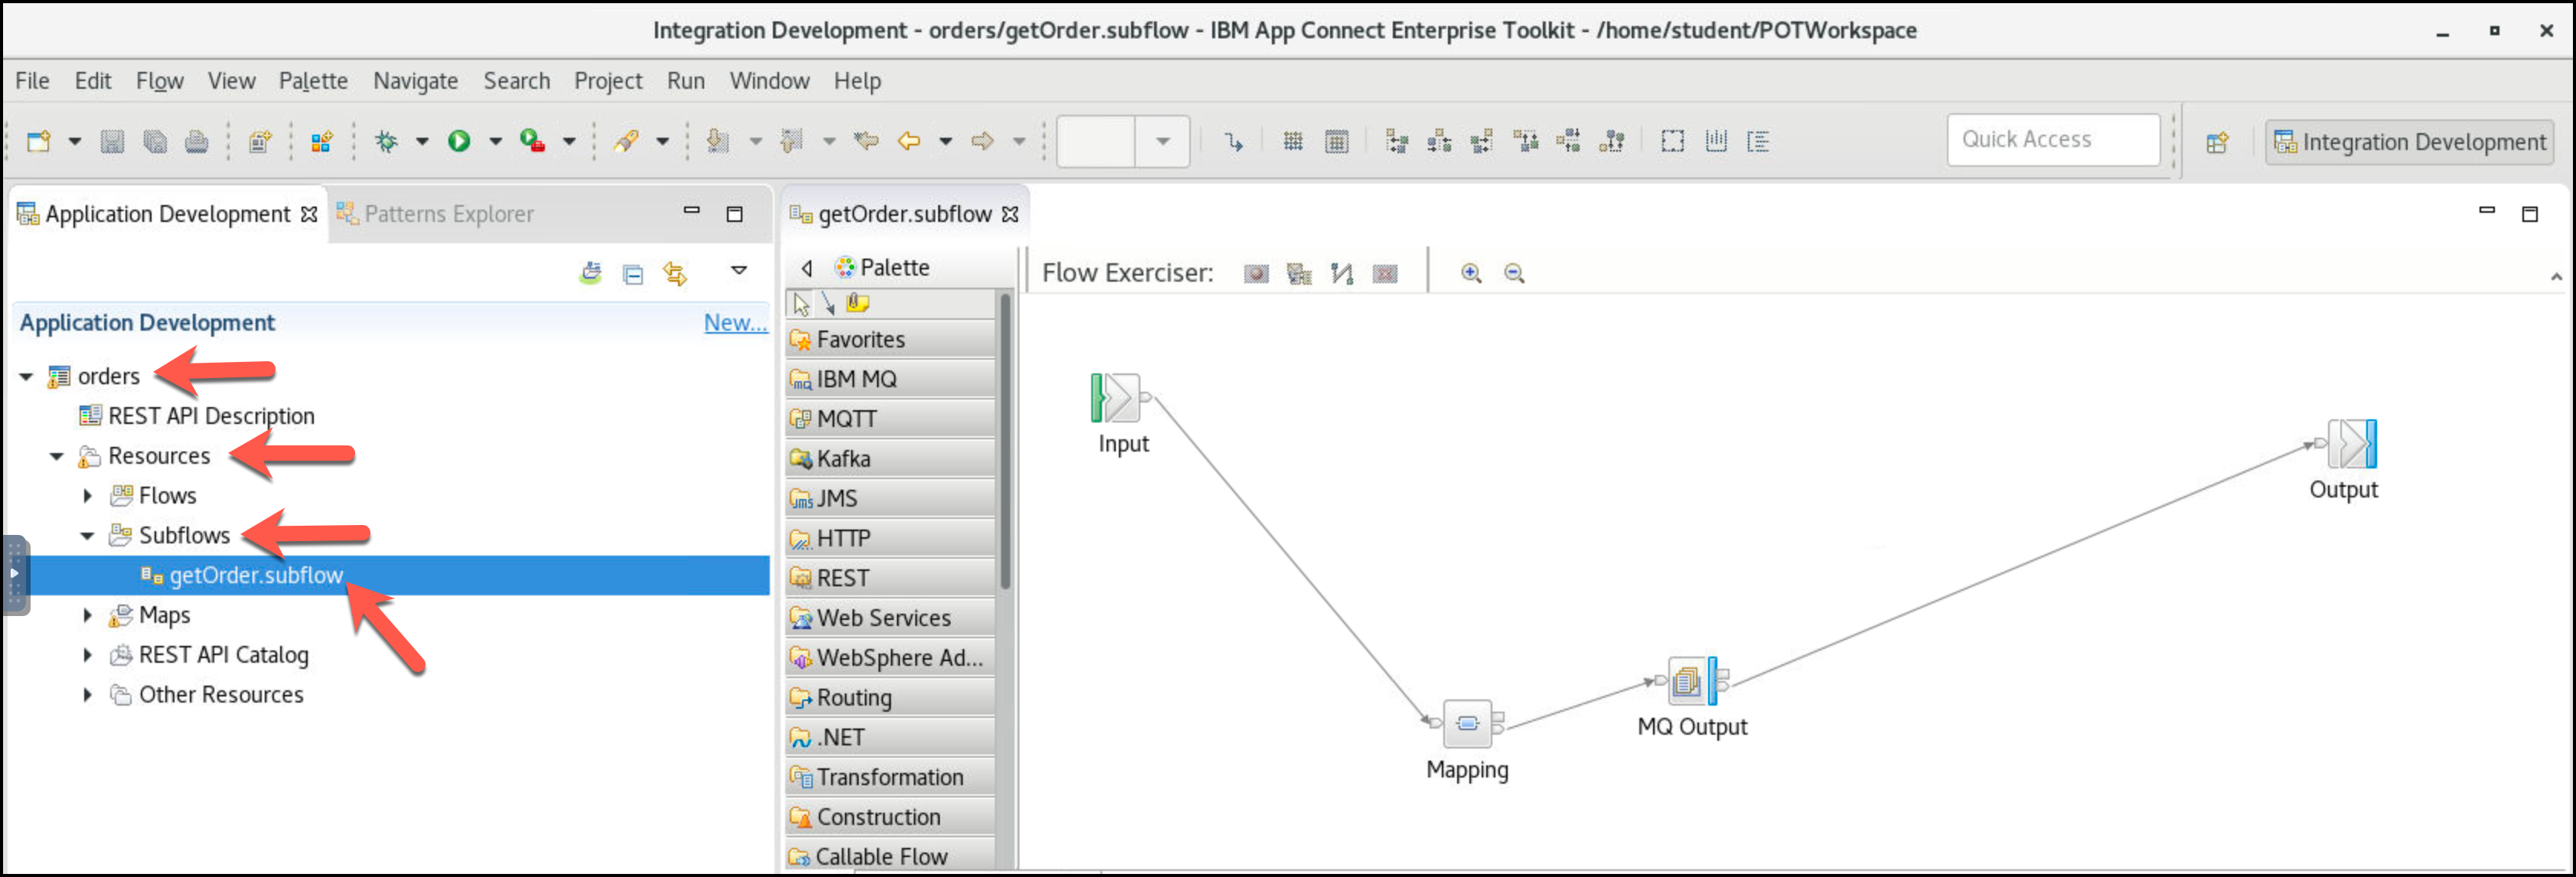 Integration Development - orders/getOrder.subflow - IBM App Connect Enterprise Toolkit - /home/student/POTWorkspace
File Edit Flow View Palette Navigate Search Project Run Window Help
Quick Access
Integration Development
Application Development
Patterns Explorer
Application Development
New...
orders
REST API Description
Resources
Flows
Subflows
getOrder.subflow
Maps
REST API Catalog
Other Resources
getOrder.subflow
Palette
Favorites
IBM MQ
MQTT
Kafka
JMS
HTTP
REST
Web Services
WebSphere Ad...
Routing
.NET
Transformation
Construction
Callable Flow
Flow Exerciser:
Input
Output
MQ Output
Mapping